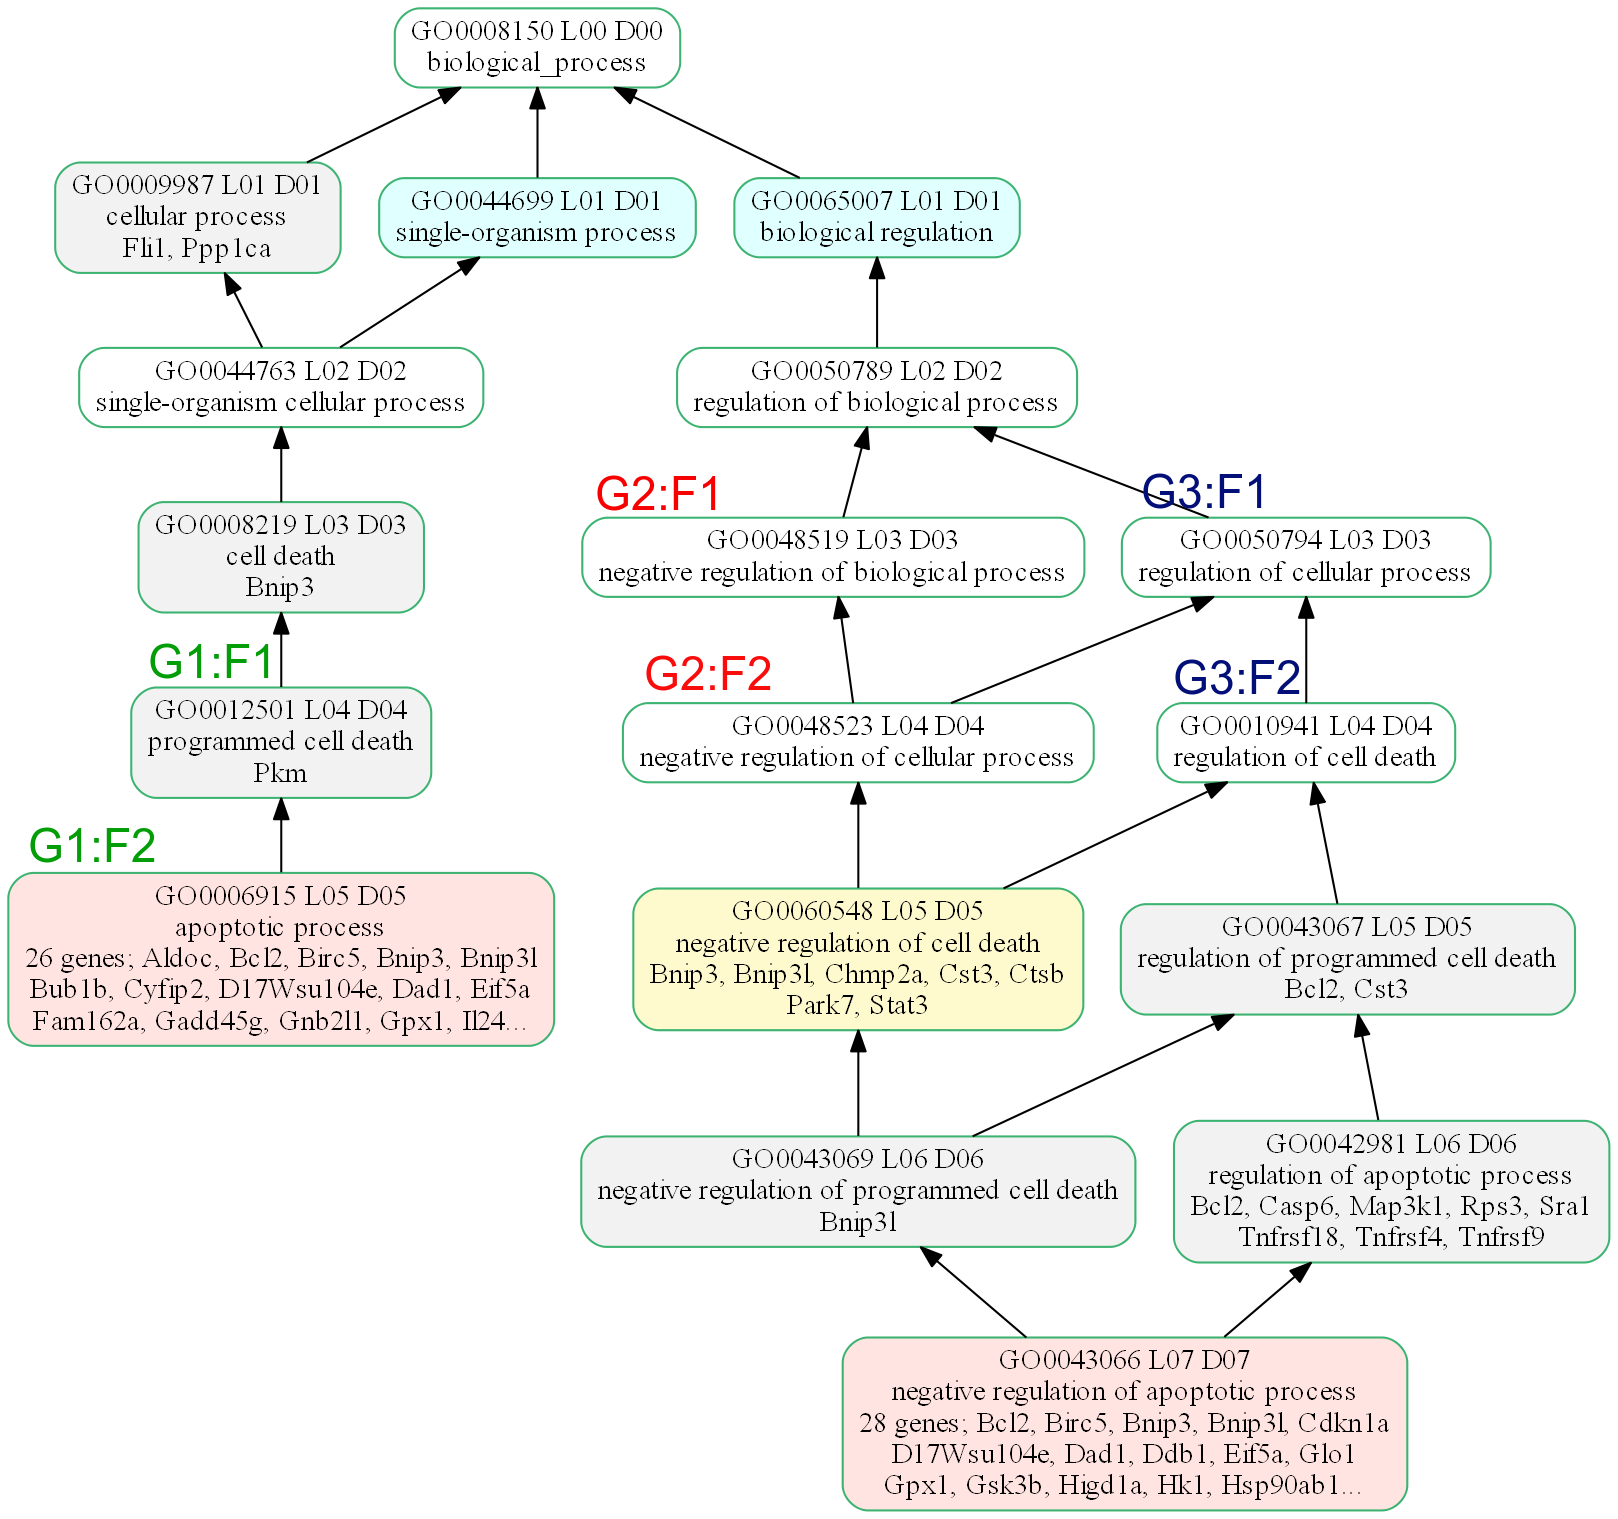 GO0008150 L00 D00
biological_process
GO0009987 L01 D01
cellular process
Fli1, Ppp1ca
GO0044699 L01 D01
single-organism process
GO0065007 L01 D01
biological regulation
GO0044763 L02 D02
single-organism cellular process
GO0050789 L02 D02
regulation of biological process
GO0008219 L03 D03
cell death
Bnip3
G2:F1
GO0048519 L03 D03
negative regulation of biological process
G3:F1
GO0050794 L03 D03
regulation of cellular process
G1:F1
GO0012501 L04 D04
programmed cell death
Pkm
G2:F2
GO0048523 L04 D04
negative regulation of cellular process
G3:F2
GO0010941 L04 D04
regulation of cell death
G1:F2
GO0006915 L05 D05
apoptotic process
26 genes; Aldoc, Bcl2, Birc5, Bnip3, Bnip3l
Bub1b, Cyfip2, D17Wsu104e, Dad1, Eif5a
Fam162a, Gadd45g, Gnb2l1, Gpx1, Il24...
GO0060548 L05 D05
negative regulation of cell death
Bnip3, Bnip3l, Chmp2a, Cst3, Ctsb
Park7, Stat3
GO0043067 L05 D05
regulation of programmed cell death
Bcl2, Cst3
GO0043069 L06 D06
negative regulation of programmed cell death
Bnip3l
GO0042981 L06 D06
regulation of apoptotic process
Bcl2, Casp6, Map3k1, Rps3, Sra1
Tnfrsf18, Tnfrsf4, Tnfrsf9
GO0043066 L07 D07
negative regulation of apoptotic process
28 genes; Bcl2, Birc5, Bnip3, Bnip3l, Cdkn1a
D17Wsu104e, Dad1, Ddb1, Eif5a, Glo1
Gpx1, Gsk3b, Higd1a, Hk1, Hsp90ab1...